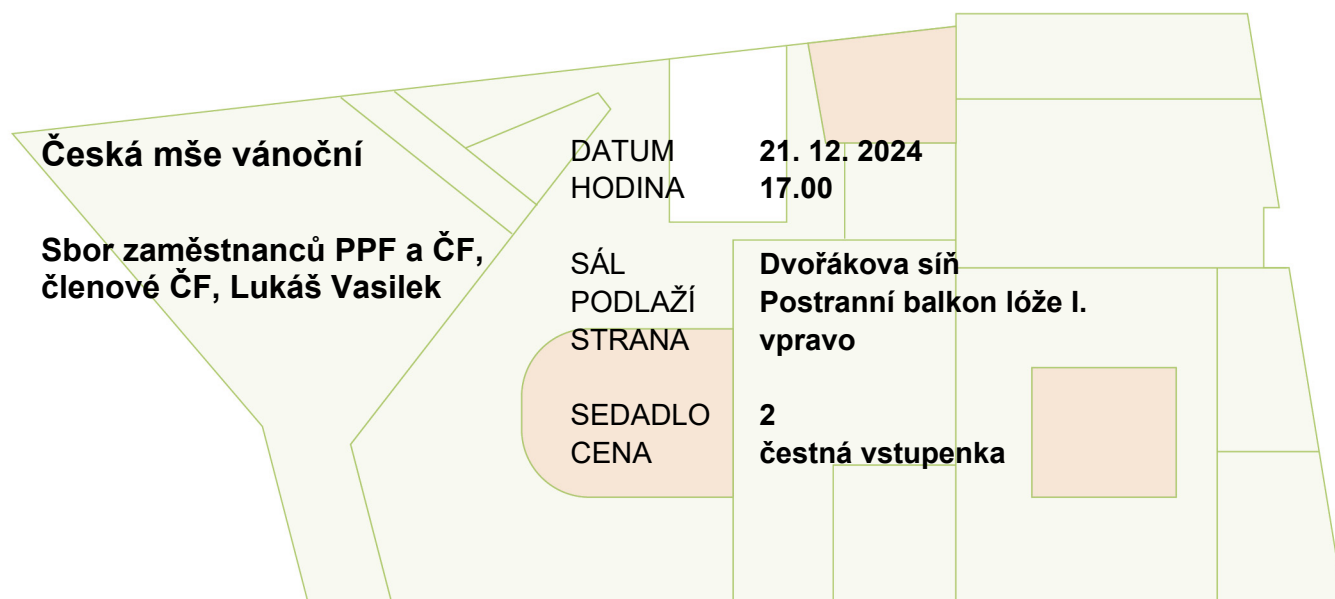 Česká mše vánoční
Sbor zaměstnanců PPF a ČF,
členové ČF, Lukáš Vasilek
DATUM 21. 12. 2024
HODINA 17.00
SÁL Dvořákova síň
PODLAŽÍ Postranní balkon lóže I.
STRANA vpravo
SEDADLO 2
CENA čestná vstupenka